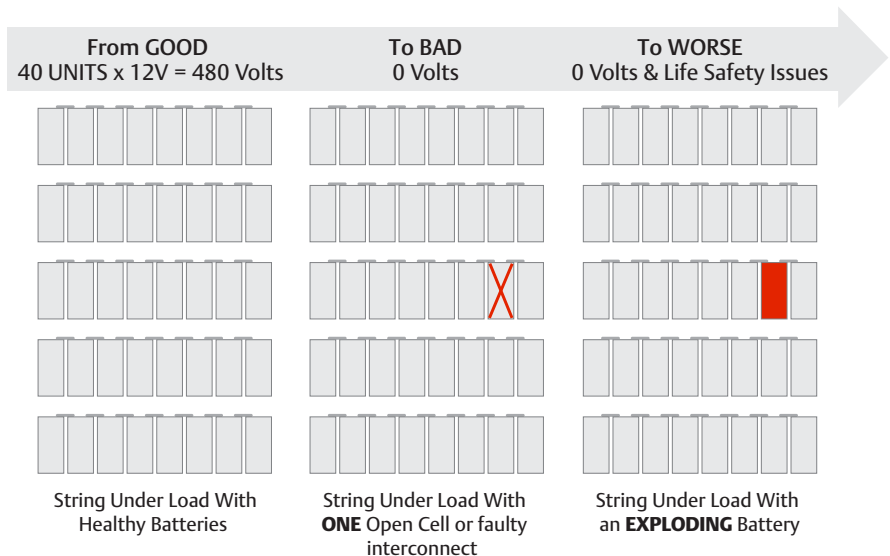 From GOOD
40 UNITS x 12V = 480 Volts
To BAD
0 Volts
To WORSE
0 Volts & Life Safety Issues
String Under Load With
Healthy Batteries
String Under Load With
ONE Open Cell or faulty
interconnect
String Under Load With
an EXPLODING Battery